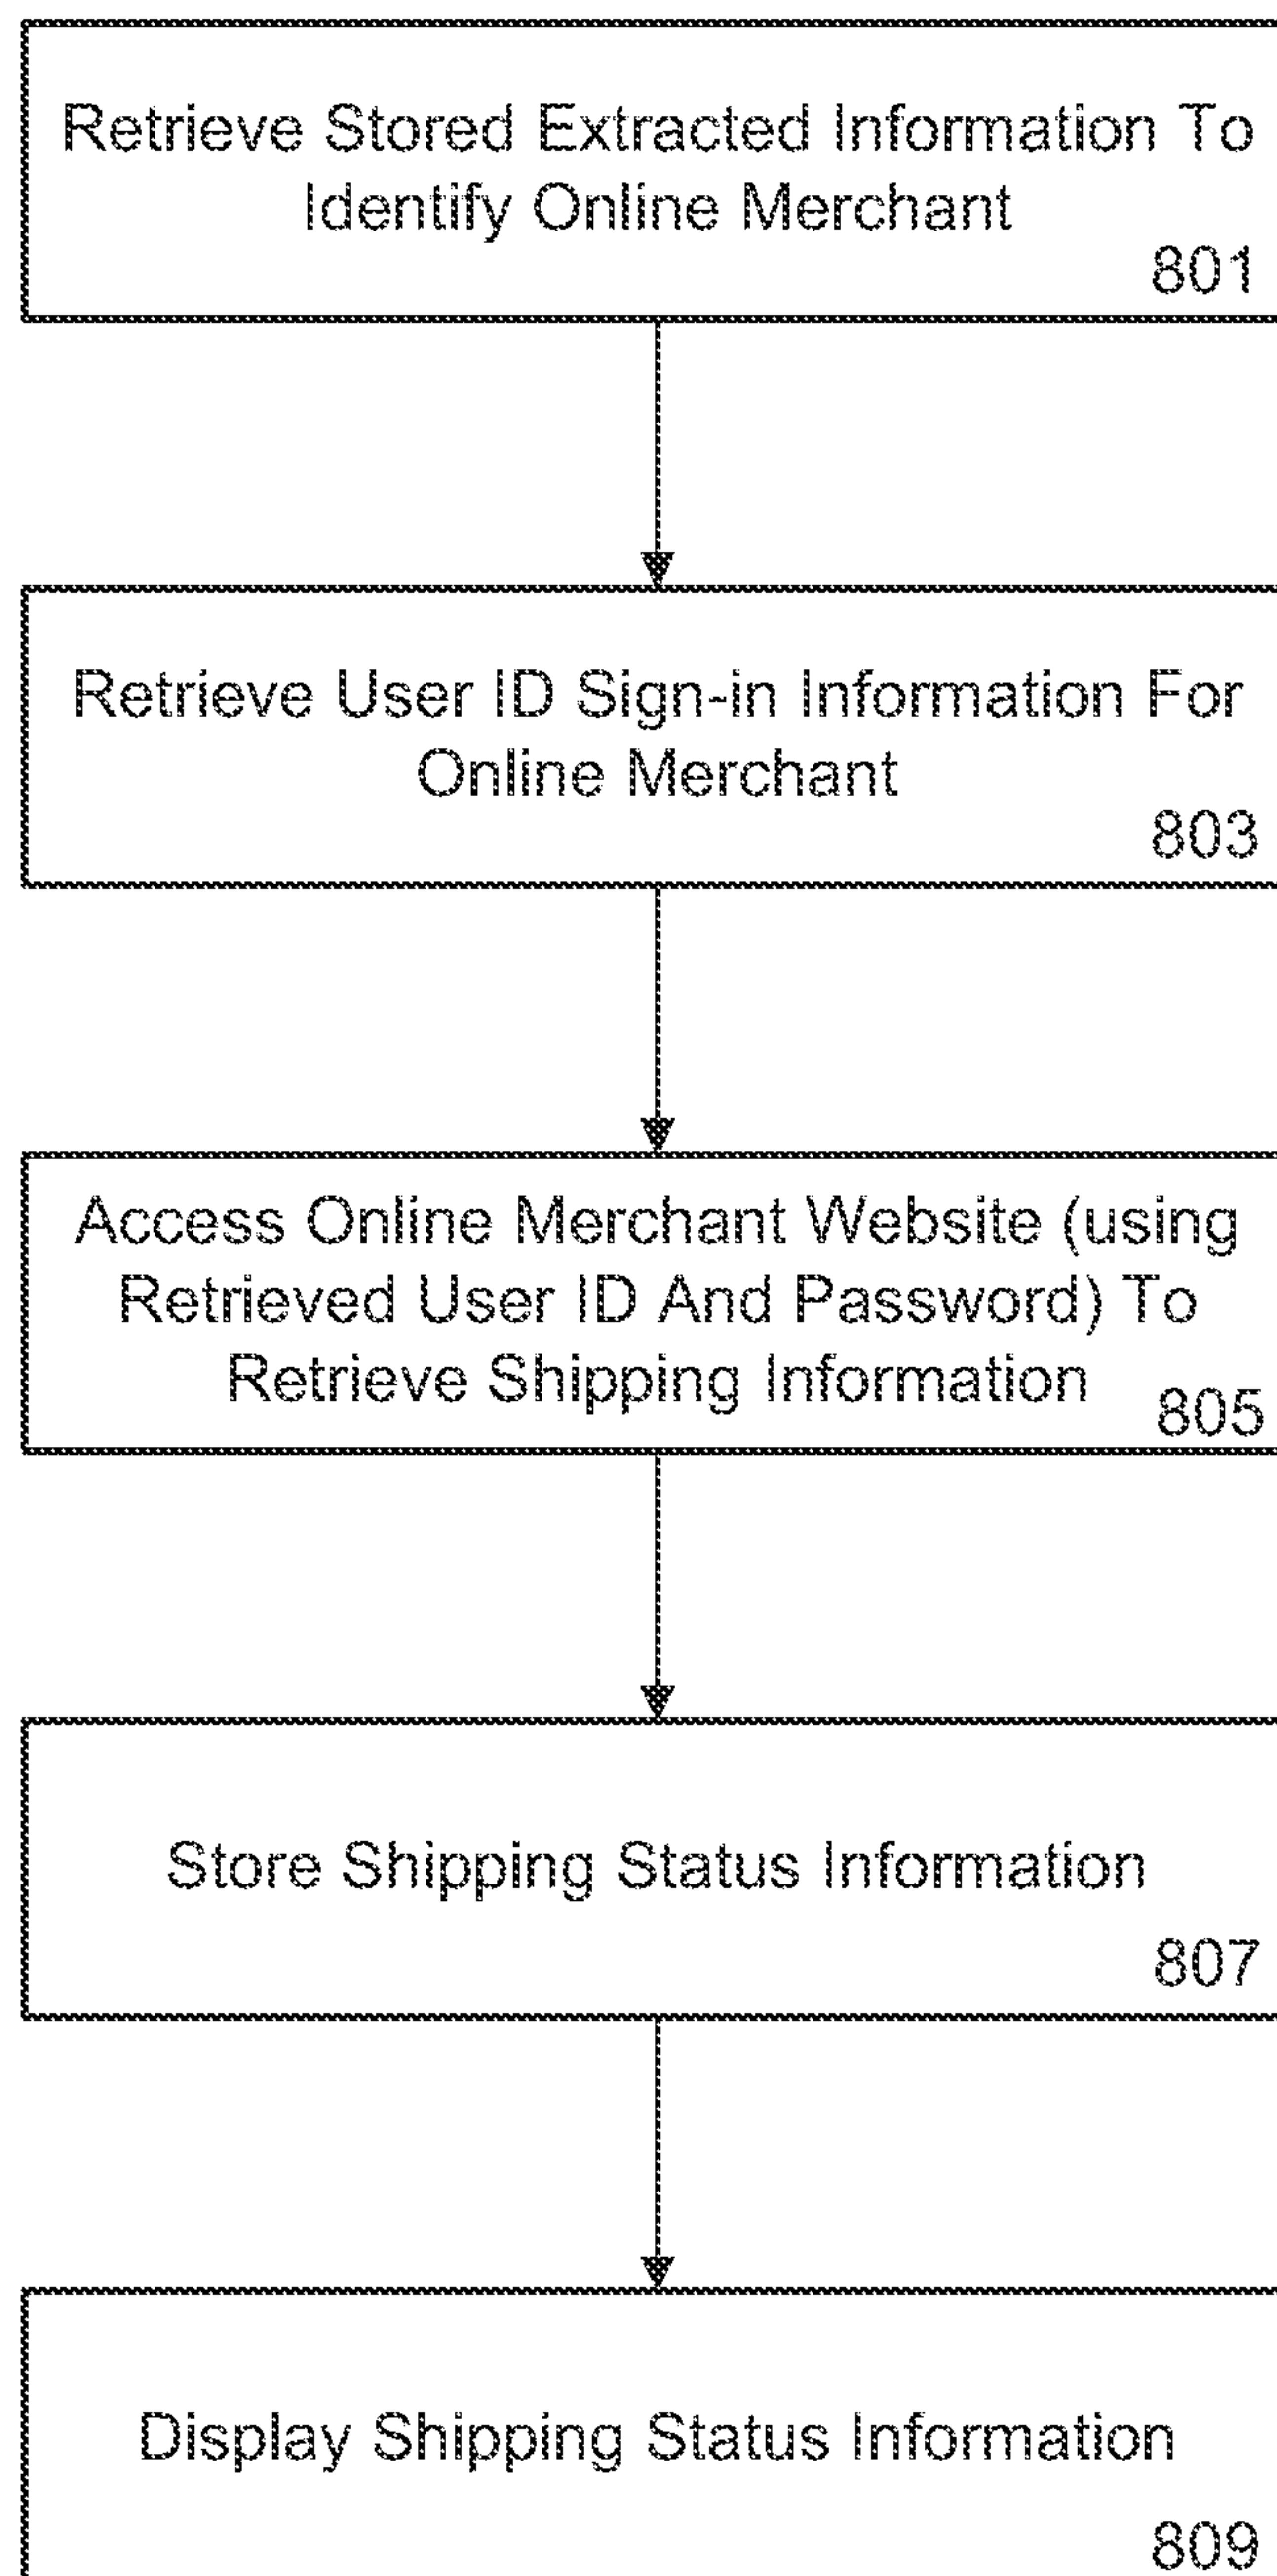 Retrieve Stored Extracted Information To
Identify Online Merchant
801
Retrieve User ID Sign-in Information For
Online Merchant
803
Access Online Merchant Website (using
Retrieved User ID And Password) To
Retrieve Shipping Information
805
Store Shipping Status Information
807
Display Shipping Status Information
809